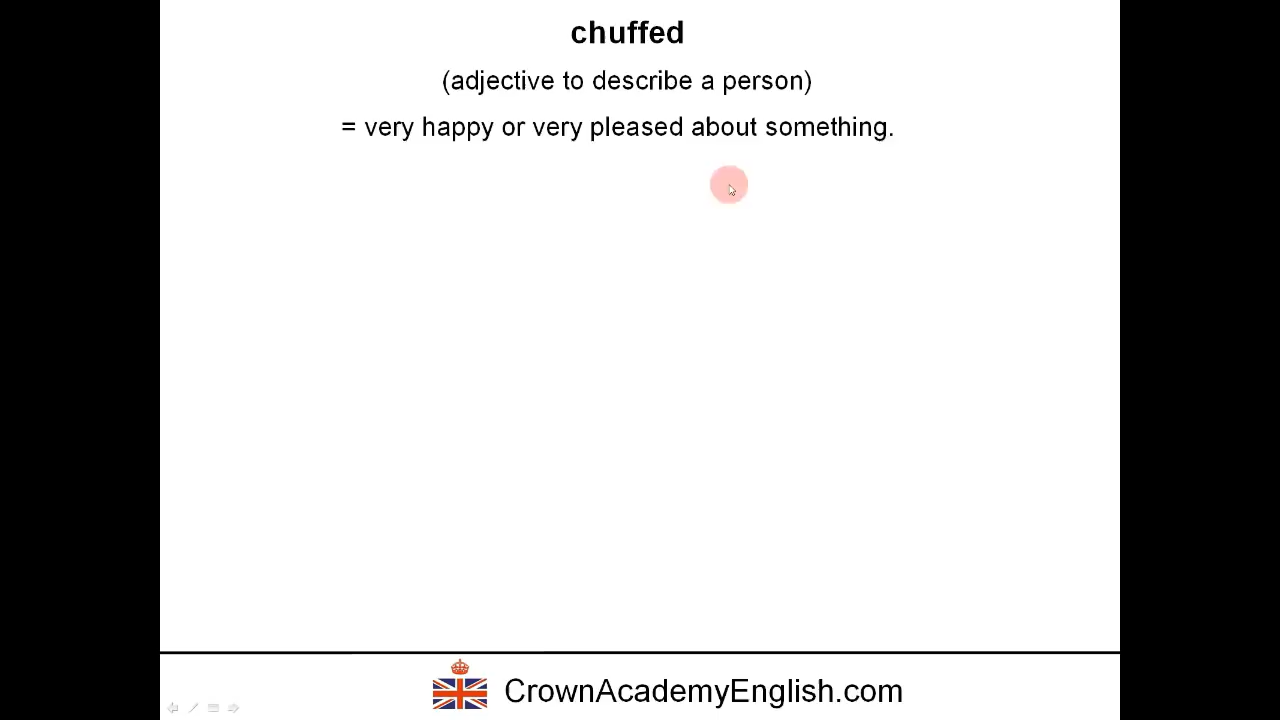 chuffed
(adjective to describe a person)
= very happy or very pleased about something.
CrownAcademyEnglish.com